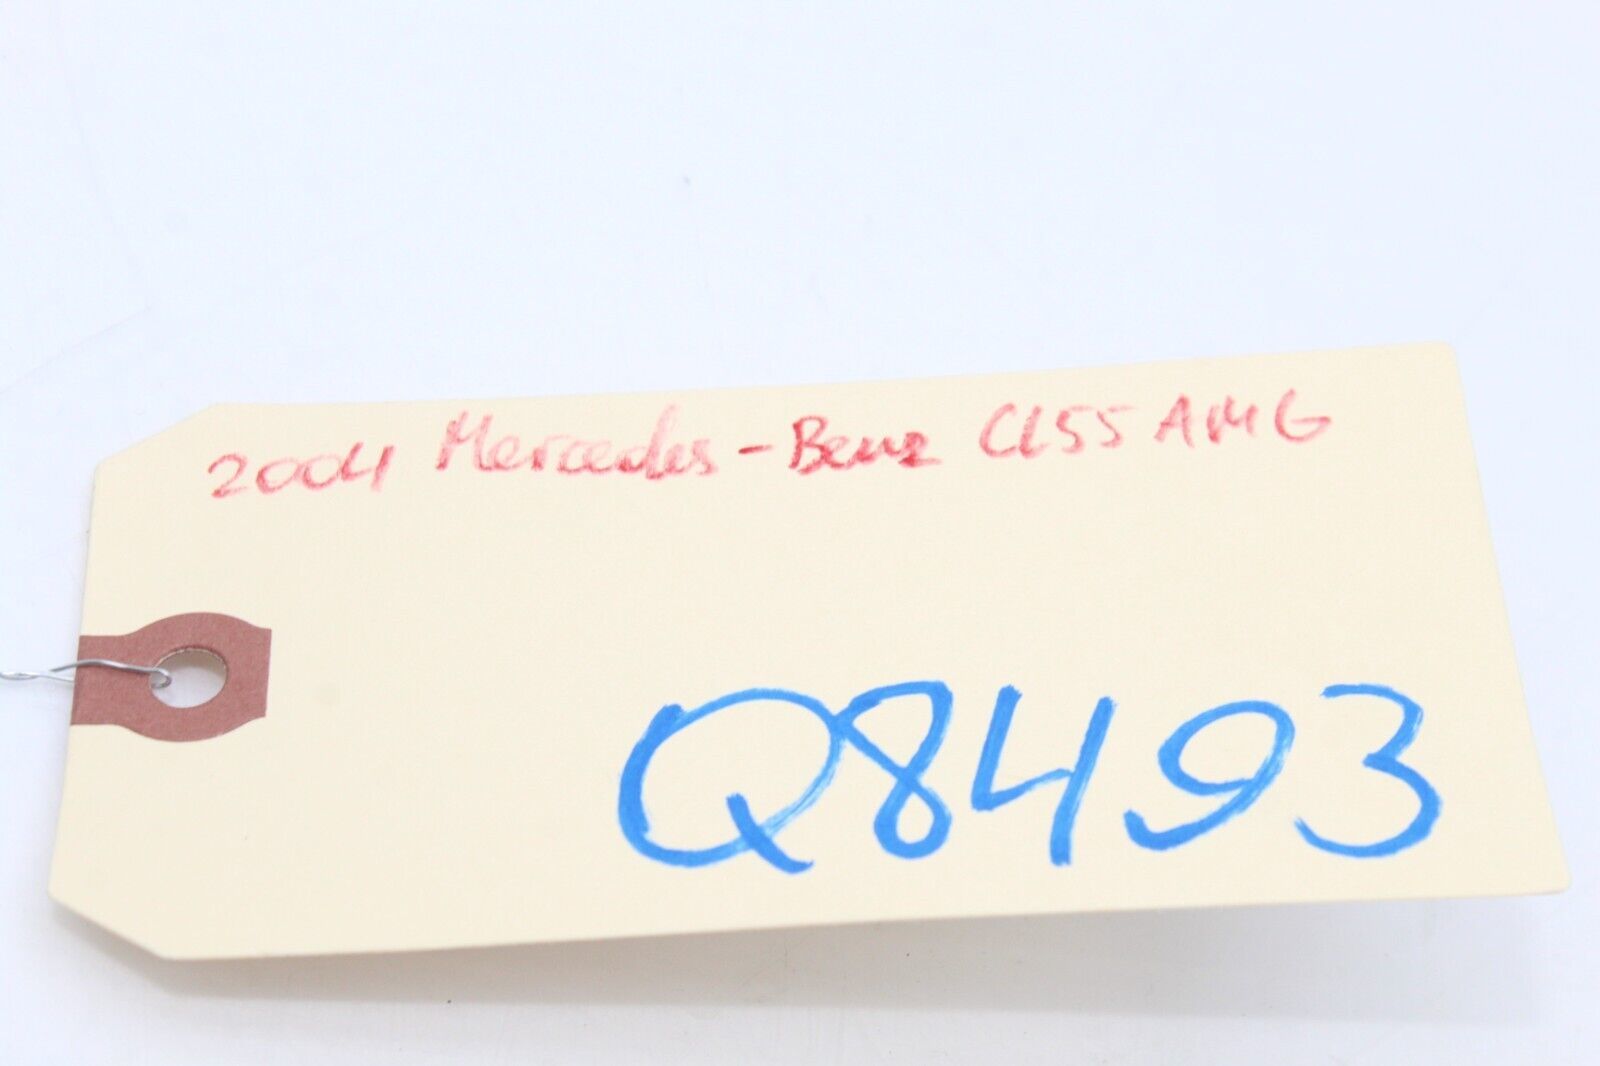 2004 Mercedes-Benz CL55 AMG
Q8493